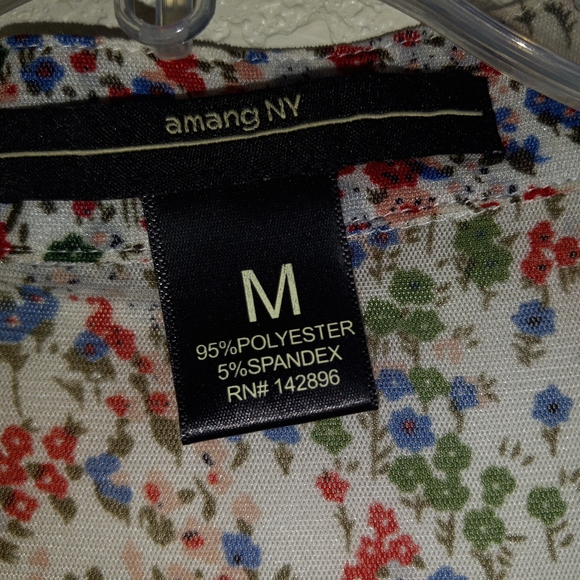 amang NY
M
95%POLYESTER
5%SPANDEX
RN# 142896